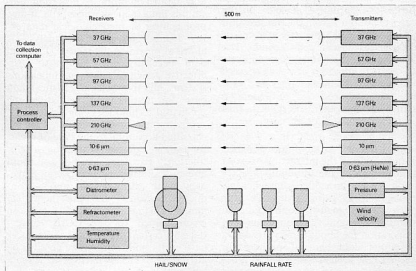 Receivers
500 m
Transmitters
To data
collection
computer
Process
controller
37 GHz
57 GHz
97 GHz
137 GHz
210 GHz
10·6 µm
0·63 µm
Distrometer
Refractometer
Temperature
Humidity
37 GHz
57 GHz
97 GHz
137 GHz
210 GHz
10 µm
0·63 µm (HeNe)
Pressure
Wind
velocity
HAIL/SNOW
RAINFALL RATE